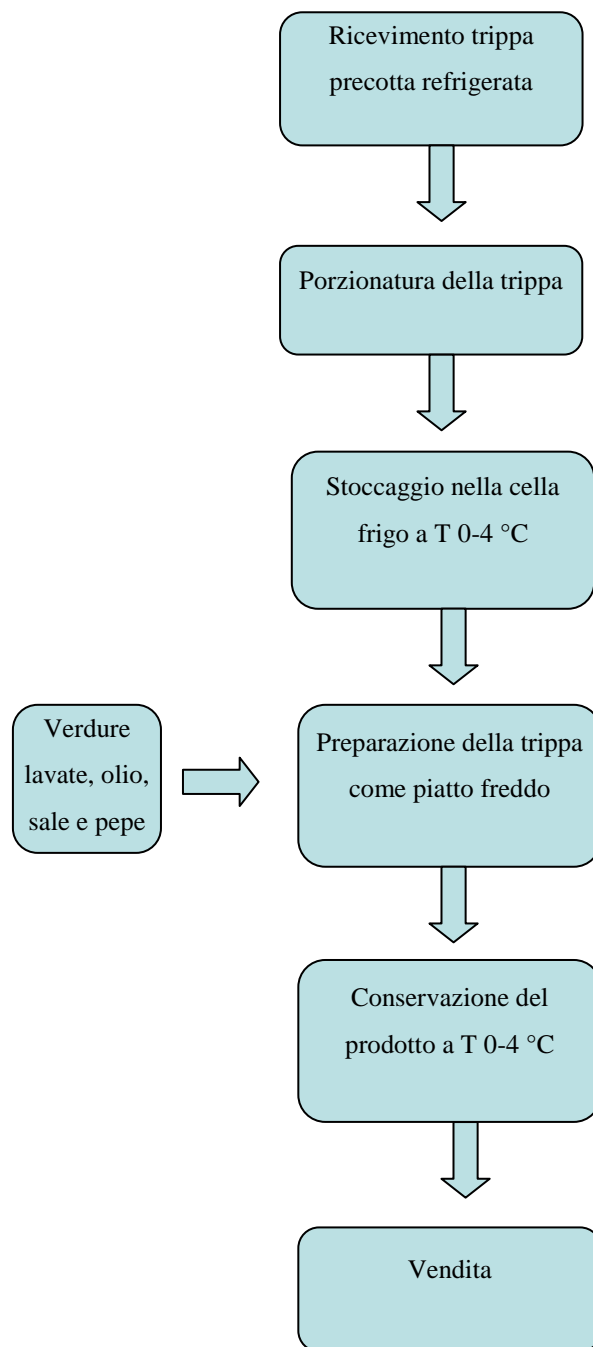 Ricevimento trippa
precotta refrigerata
Porzionatura della trippa
Stoccaggio nella cella
frigo a T 0-4 °C
Verdure
lavate, olio,
sale e pepe
Preparazione della trippa
come piatto freddo
Conservazione del
prodotto a T 0-4 °C
Vendita